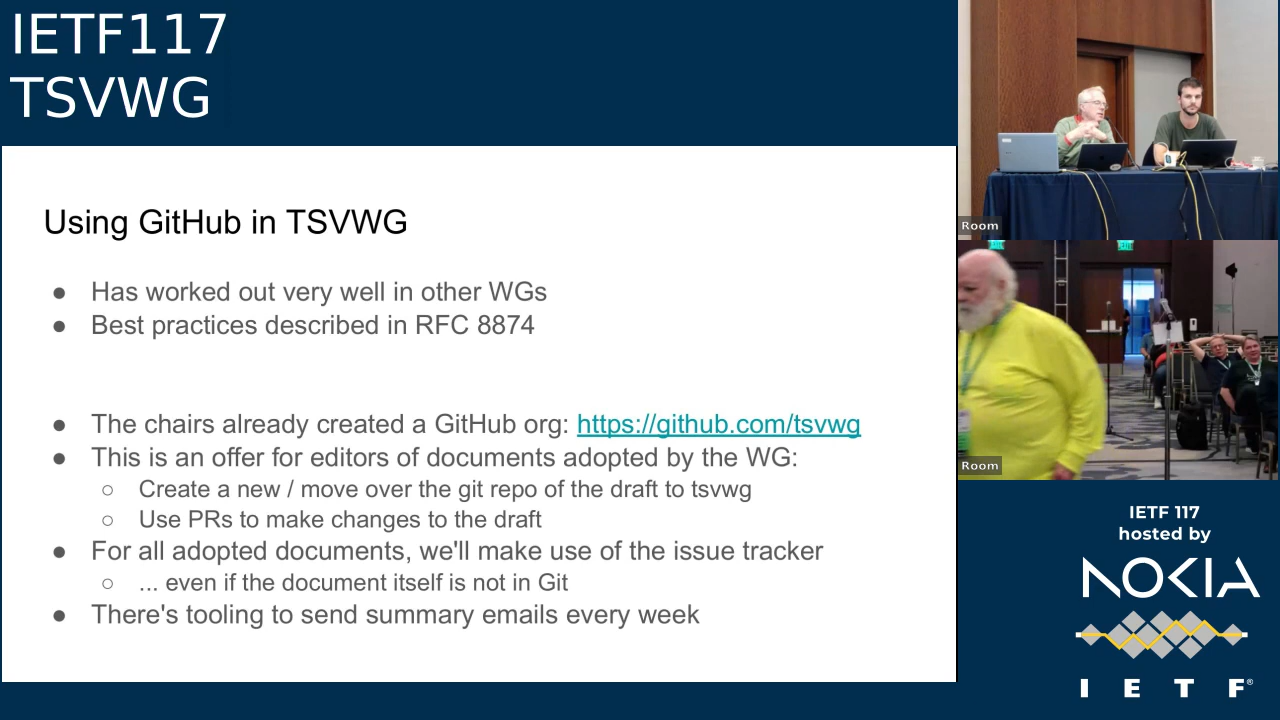 IETF117
TSVWG
Using GitHub in TSVWG
● Has worked out very well in other WGs
● Best practices described in RFC 8874
● The chairs already created a GitHub org: https://github.com/tsvwg
● This is an offer for editors of documents adopted by the WG:
○ Create a new / move over the git repo of the draft to tsvwg
○ Use PRs to make changes to the draft
● For all adopted documents, we'll make use of the issue tracker
○ ... even if the document itself is not in Git
● There's tooling to send summary emails every week
Room
Room
IETF 117
hosted by
NOKIA
I E T F®